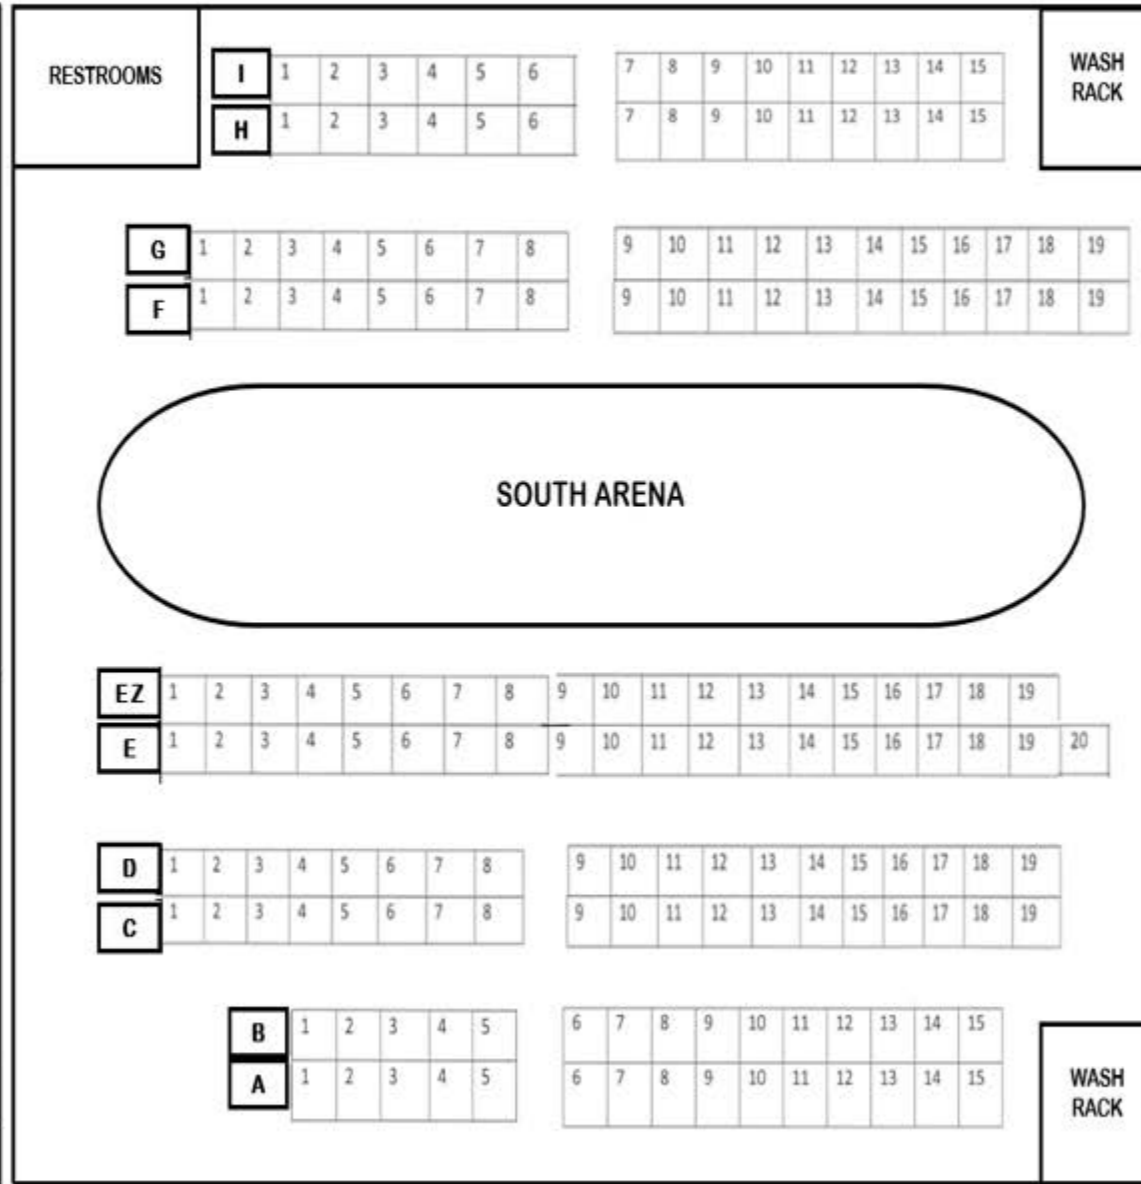 RESTROOMS
I 1 2 3 4 5 6 7 8 9 10 11 12 13 14 15
WASH
RACK
H 1 2 3 4 5 6 7 8 9 10 11 12 13 14 15
G 1 2 3 4 5 6 7 8 9 10 11 12 13 14 15 16 17 18 19
F 1 2 3 4 5 6 7 8 9 10 11 12 13 14 15 16 17 18 19
SOUTH ARENA
EZ 1 2 3 4 5 6 7 8 9 10 11 12 13 14 15 16 17 18 19
E 1 2 3 4 5 6 7 8 9 10 11 12 13 14 15 16 17 18 19 20
D 1 2 3 4 5 6 7 8 9 10 11 12 13 14 15 16 17 18 19
C 1 2 3 4 5 6 7 8 9 10 11 12 13 14 15 16 17 18 19
B 1 2 3 4 5 6 7 8 9 10 11 12 13 14 15
A 1 2 3 4 5 6 7 8 9 10 11 12 13 14 15
WASH
RACK